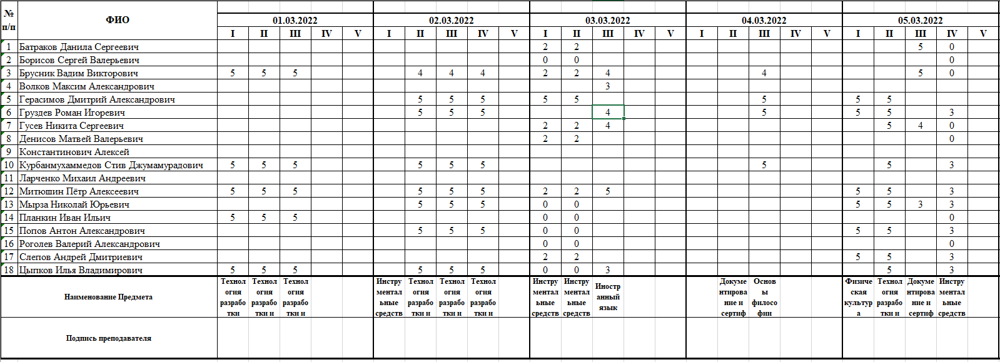 № п/п ФИО 01.03.2022 02.03.2022 03.03.2022 04.03.2022 05.03.2022
I II III IV V I II III IV V I II III IV V I II III IV V I II III IV V
1 Батраков Данила Сергеевич 2 2 5 0
2 Борисов Сергей Валерьевич 0 0 0
3 Брусник Вадим Викторович 5 5 5 4 4 4 2 2 4 4 5 0
4 Волков Максим Александрович 3
5 Герасимов Дмитрий Александрович 5 5 5 5 5 5 5 5
6 Груздев Роман Игоревич 5 5 5 4 5 5 5 3
7 Гусев Никита Сергеевич 2 2 4 5 4 0
8 Денисов Матвей Валерьевич 2 2 0
9 Константинович Алексей
10 Курбанмухаммедов Стив Джумамурадович 5 5 5 5 5 5 5 5 3
11 Ларченко Михаил Андреевич
12 Митюшин Пётр Алексеевич 5 5 5 5 5 5 2 2 5 5 5 3
13 Мырза Николай Юрьевич 5 5 5 0 0 5 5 3 3
14 Планкин Иван Ильич 5 5 5 0 0 0
15 Попов Антон Александрович 5 5 5 0 0 5 5 3
16 Роголев Валерий Александрович 0 0 0
17 Слепов Андрей Дмитриевич 2 2 5 5 3
18 Цыпков Илья Владимирович 5 5 5 5 5 5 0 0 3 5 3
Наименование Предмета
Технол
огия
разрабо
тки
Технол
огия
разрабо
тки и
Технол
огия
разрабо
тки и
Инстру
ментал
ьные
средств
Технол
огия
разрабо
тки и
Технол
огия
разрабо
тки и
Технол
огия
разрабо
тки и
Инстру
ментал
ьные
средств
Инстру
ментал
ьные
средств
Иностр
анный
язык
Докуме
нтирова
ние и
сертиф
Основ
ы
филосо
фии
Физиче
ская
культур
а
Технол
огия
разрабо
тки и
Докуме
нтирова
ние и
сертиф
Инстру
ментал
ьные
средств
Подпись преподавателя